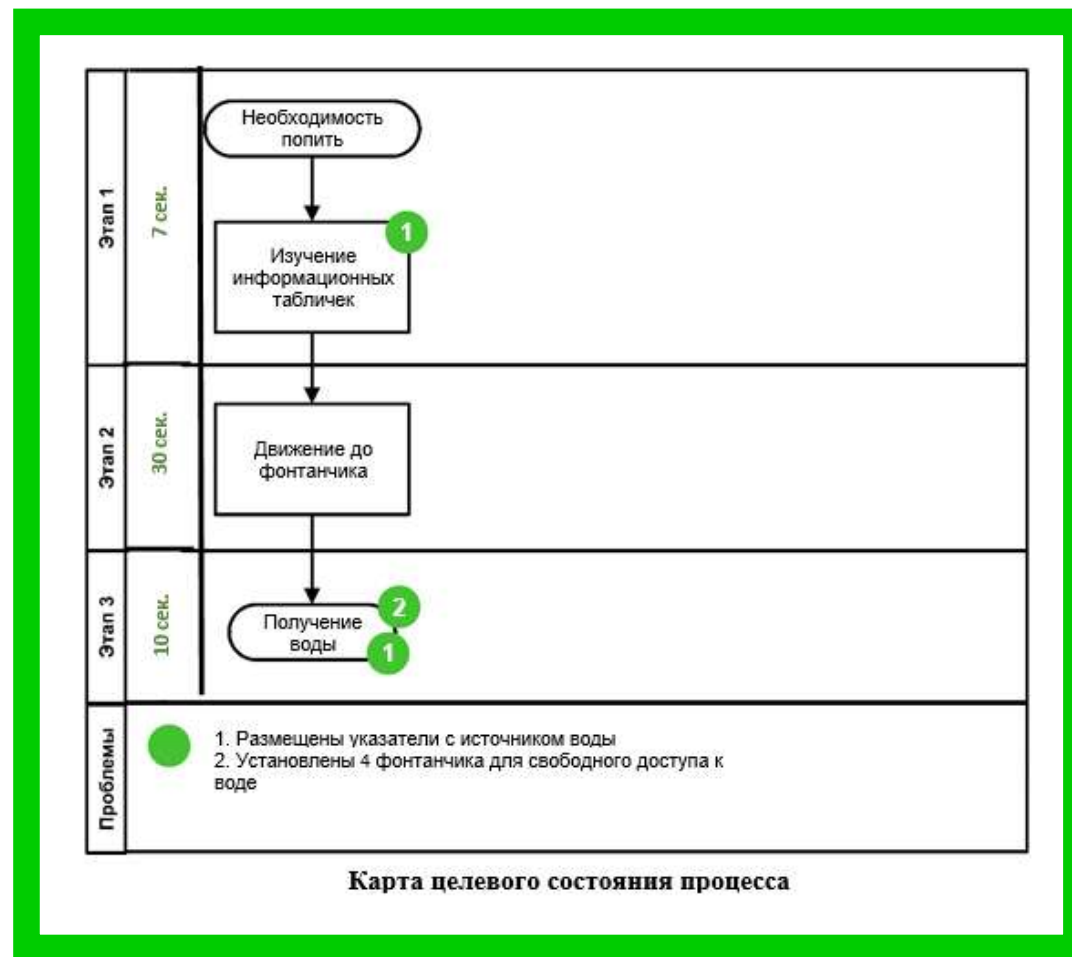 Этап 1
7 сек.
Необходимость
попить
1
Изучение
информационных
табличек
Этап 2
30 сек.
Движение до
фонтанчика
Этап 3
10 сек.
2
Получение
воды
1
Проблемы
1. Размещены указатели с источником воды
2. Установлены 4 фонтанчика для свободного доступа к
воде
Карта целевого состояния процесса